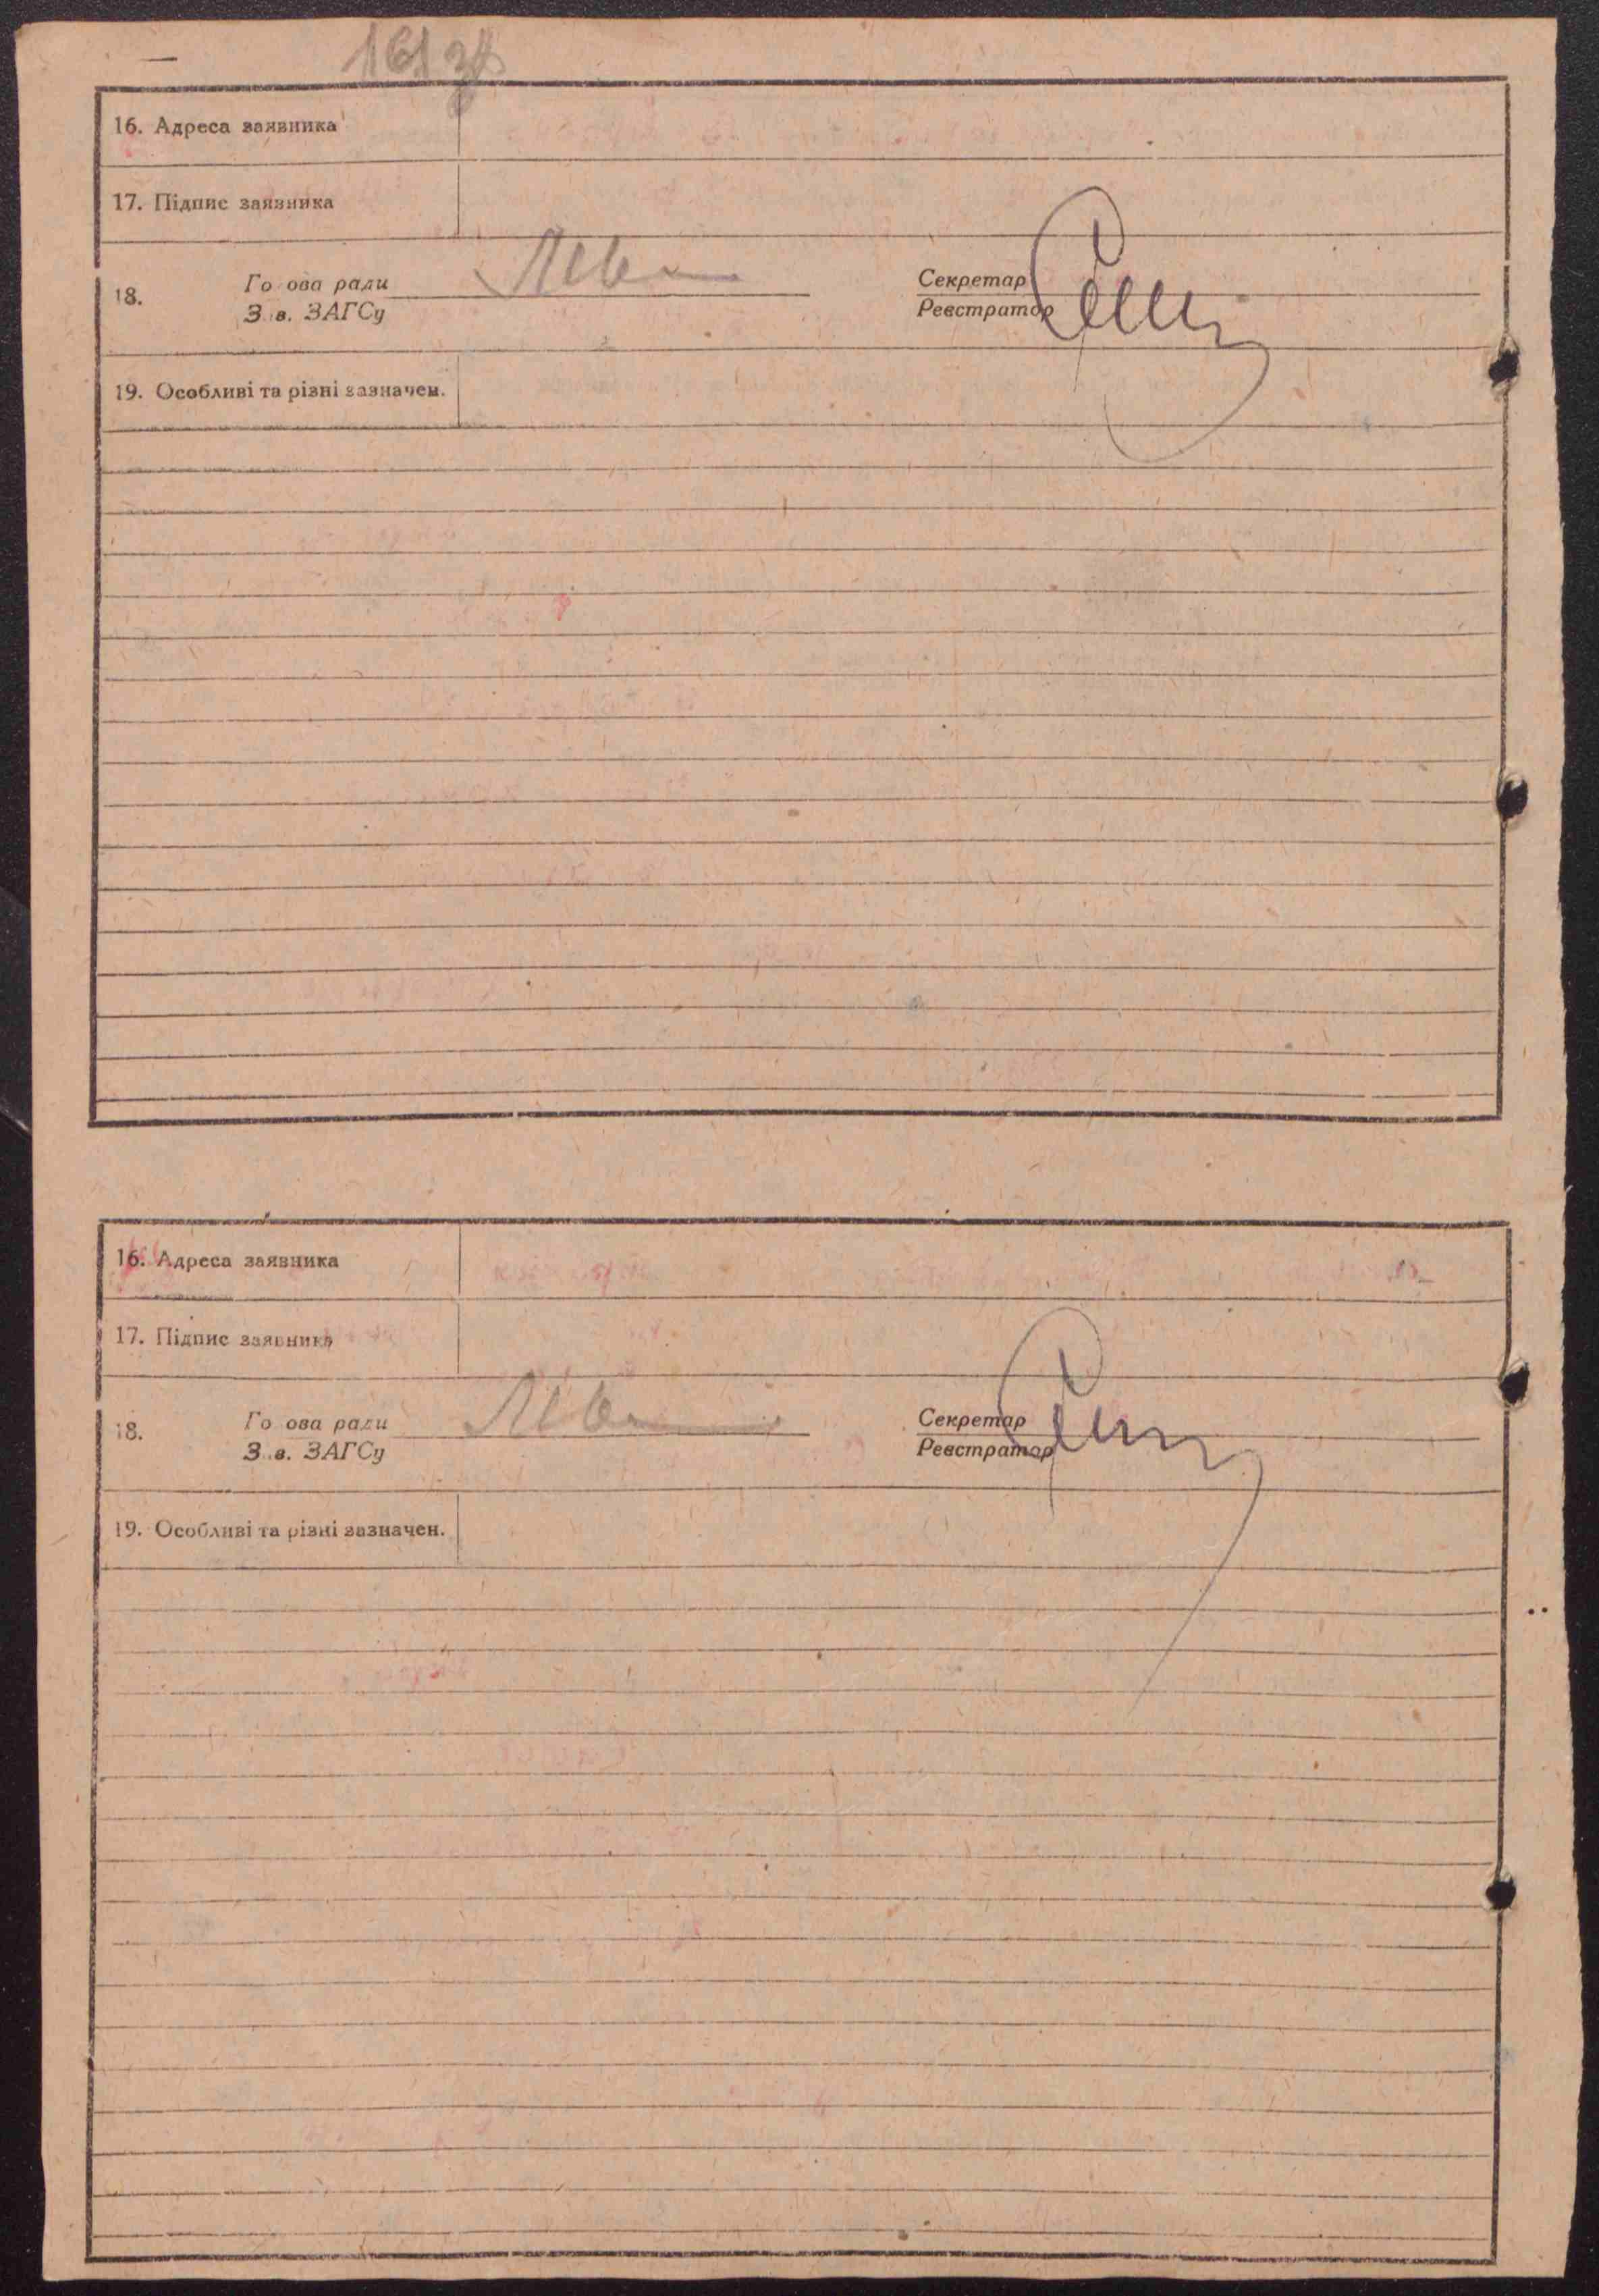 16. Адреса заявника
17. Підпис заявника
18.
Го ова ради
Секретар
З в. ЗАГСу
Реєстратор
19. Особливі та різні зазначен.
16. Адреса заявника
17. Підпис заявника
18.
Го ова ради
Секретар
З в. ЗАГСу
Реєстратор
19. Особливі та різні зазначен.